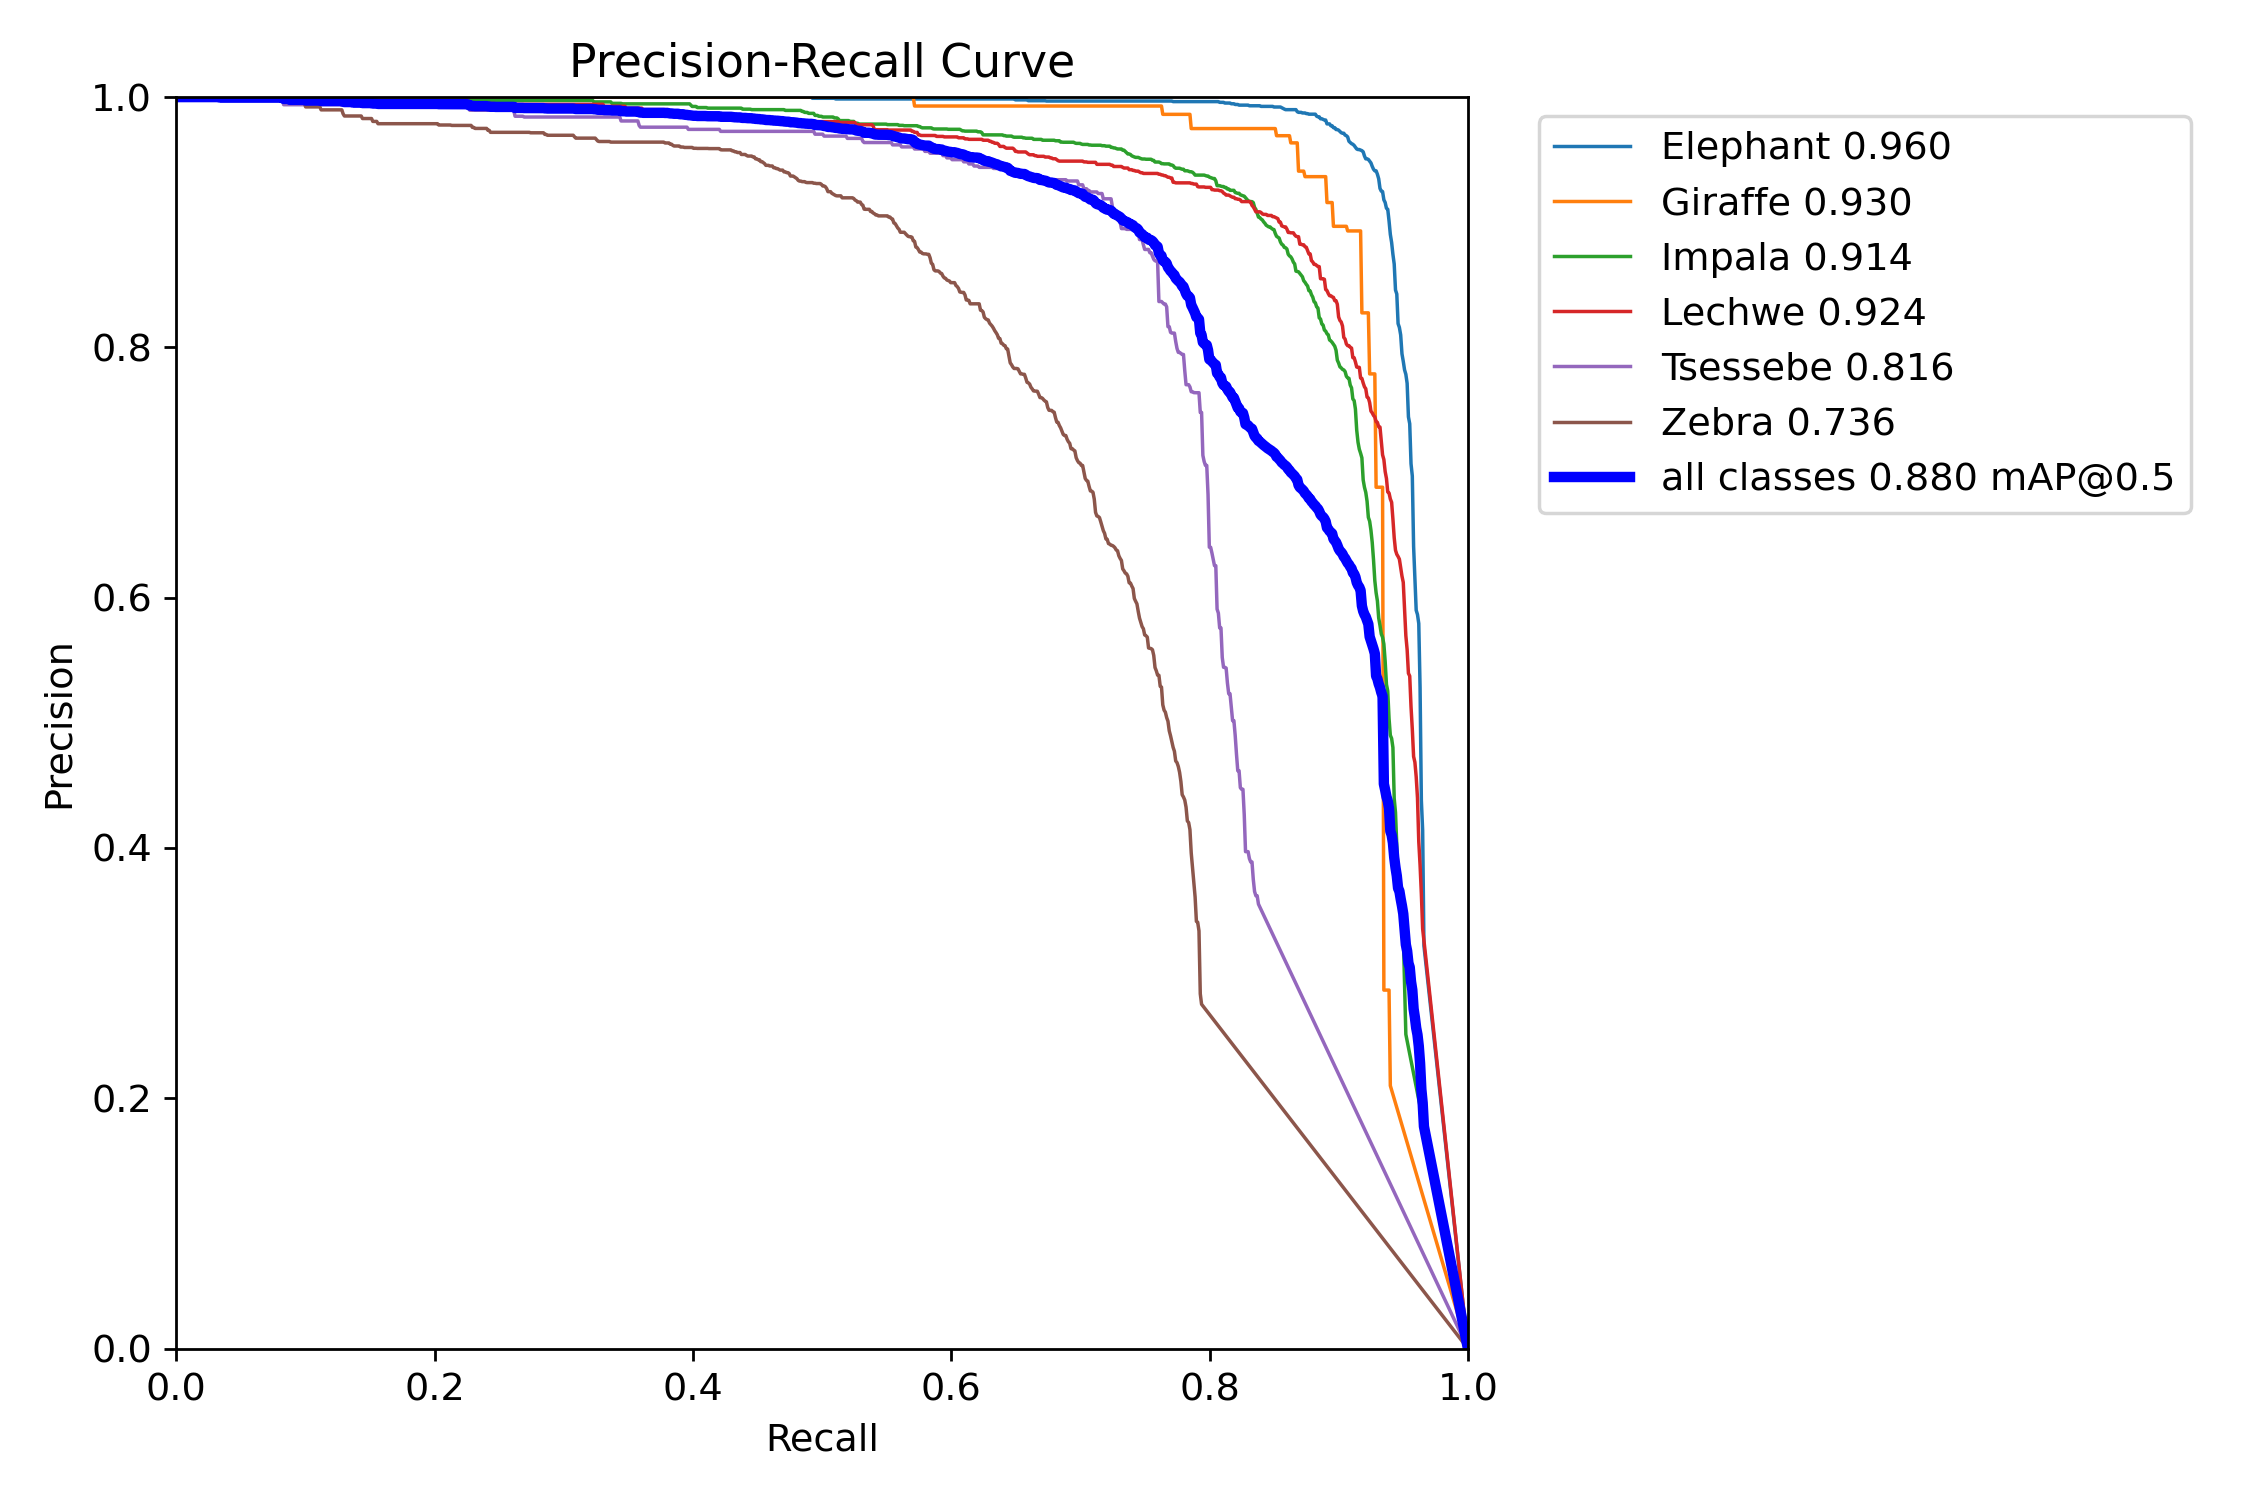 Precision-Recall Curve
1.0
0.8
0.6
0.4
0.2
0.0
Precision
0.0 0.2 0.4 0.6 0.8 1.0
Recall
Elephant 0.960
Giraffe 0.930
Impala 0.914
Lechwe 0.924
Tsessebe 0.816
Zebra 0.736
all classes 0.880 mAP@0.5